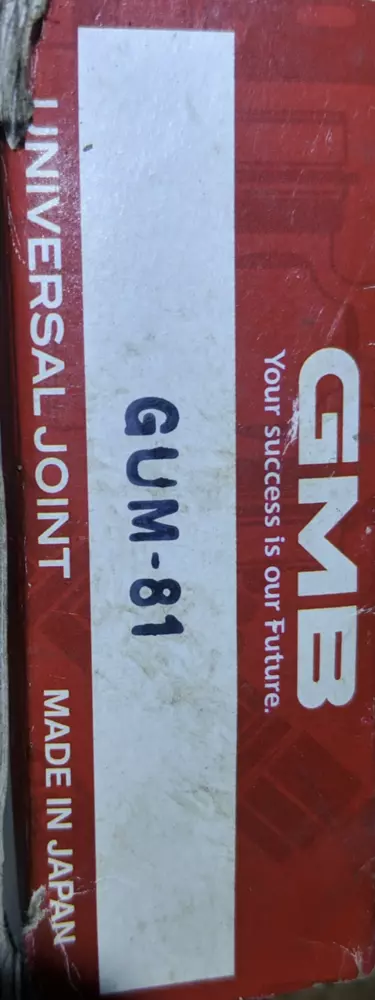 GMB
Your success is our Future.
GUM-81
UNIVERSAL JOINT MADE IN JAPAN